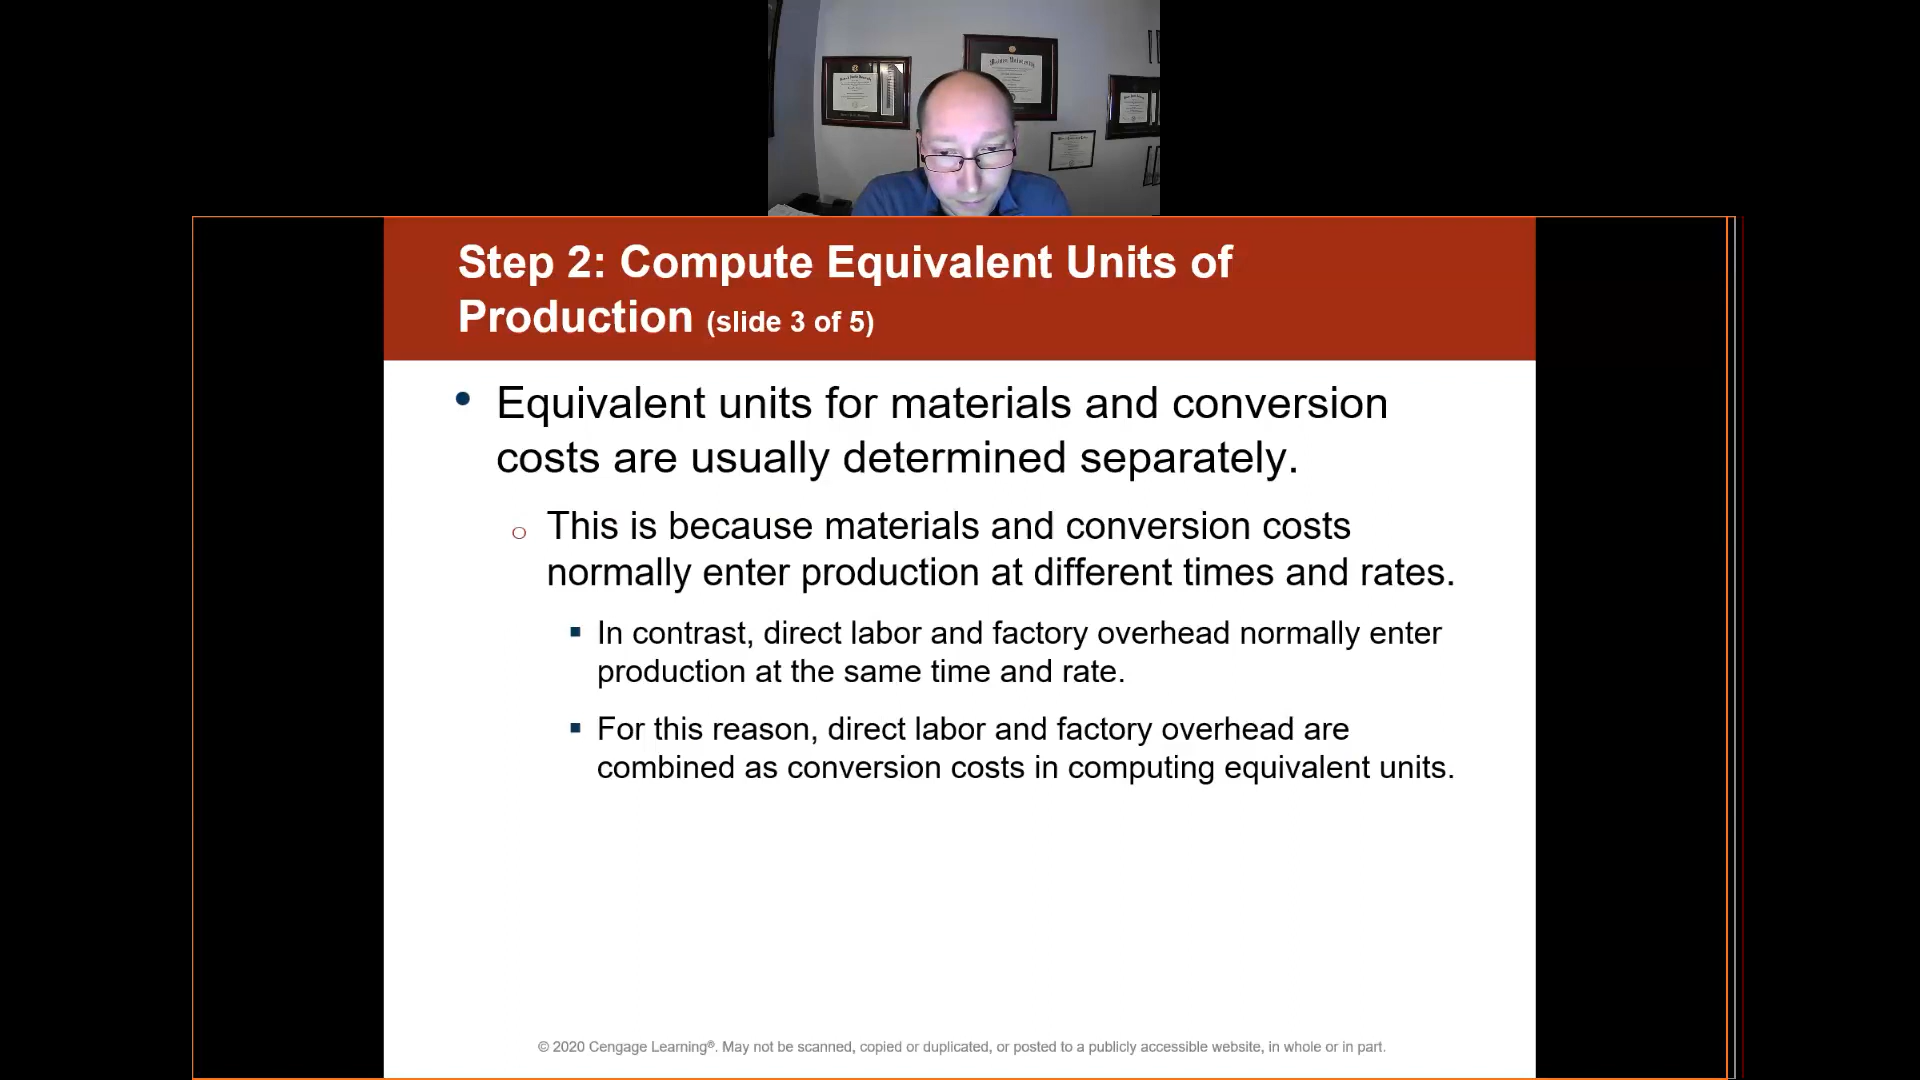 Step 2: Compute Equivalent Units of
Production (slide 3 of 5)
Equivalent units for materials and conversion
costs are usually determined separately.
This is because materials and conversion costs
normally enter production at different times and rates.
In contrast, direct labor and factory overhead normally enter
production at the same time and rate.
For this reason, direct labor and factory overhead are
combined as conversion costs in computing equivalent units.
© 2020 Cengage Learning®. May not be scanned, copied or duplicated, or posted to a publicly accessible website, in whole or in part.